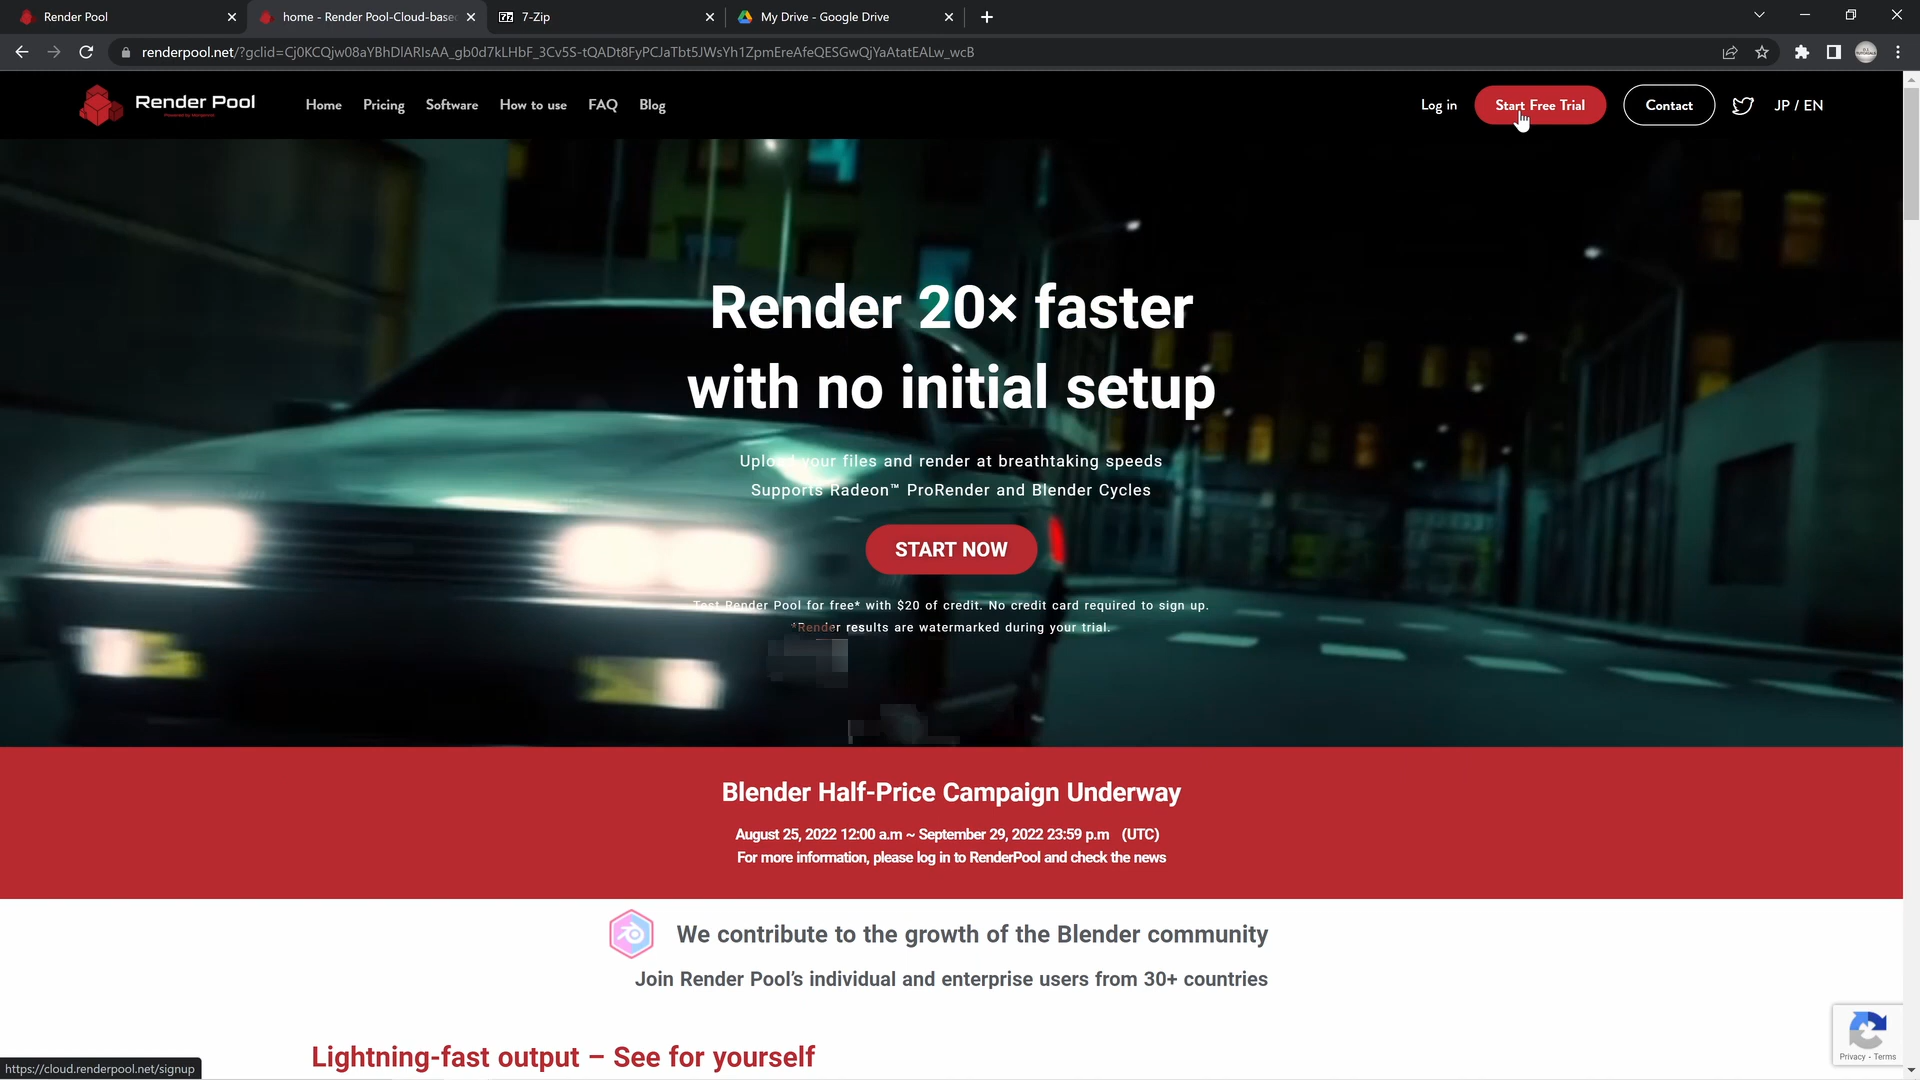 Render Pool
home - Render Pool-Cloud-base
7-Zip
My Drive - Google Drive
renderpool.net/?gclid=Cj0KCQjw08aYBhDlARIsAA_gb0d7kLHbF_3Cv5S-tQADt8FyPCJaTbt5JWsYh1ZpmEreAfeQESGwQjYaAtatEALw_wcB
Render Pool
Home Pricing Software How to use FAQ Blog
Log in Start Free Trial Contact JP / EN
Render 20× faster
with no initial setup
Upload your files and render at breathtaking speeds
Supports Radeon™ ProRender and Blender Cycles
START NOW
Test Render Pool for free* with $20 of credit. No credit card required to sign up.
*Render results are watermarked during your trial.
Blender Half-Price Campaign Underway
August 25, 2022 12:00 a.m ~ September 29, 2022 23:59 p.m (UTC)
For more information, please log in to RenderPool and check the news
We contribute to the growth of the Blender community
Join Render Pool’s individual and enterprise users from 30+ countries
Lightning-fast output – See for yourself
Privacy - Terms
https://cloud.renderpool.net/signup